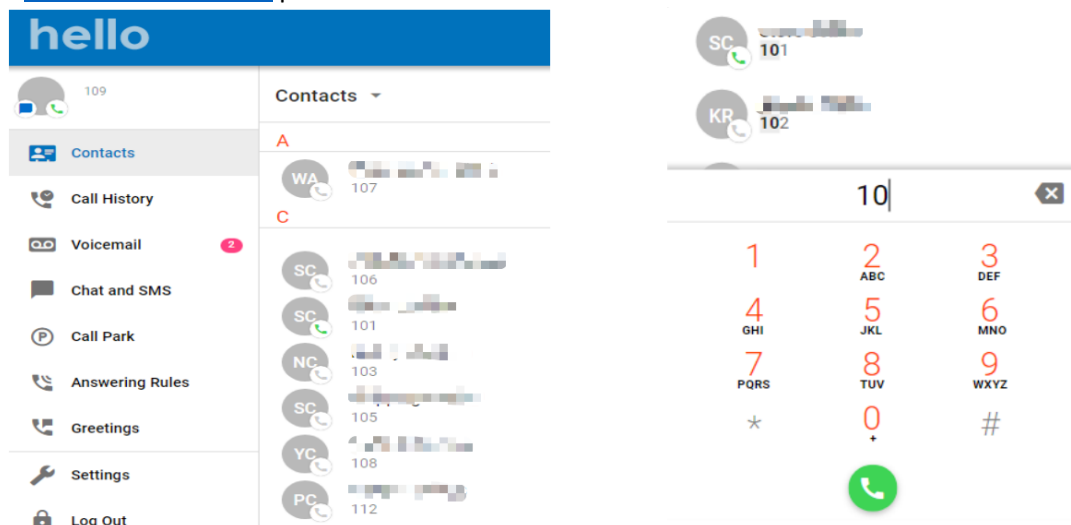 hello
109
Contacts
Call History
Voicemail 2
Chat and SMS
P Call Park
Answering Rules
Greetings
Settings
Log Out
Contacts
A
WA
107
C
SC
106
SC
101
NC
103
SC
105
YC
108
PC
112
SC
101
KR
102
10
1 2 3
ABC DEF
4 5 6
GHI JKL MNO
7 8 9
PQRS TUV WXYZ
* 0 #
+